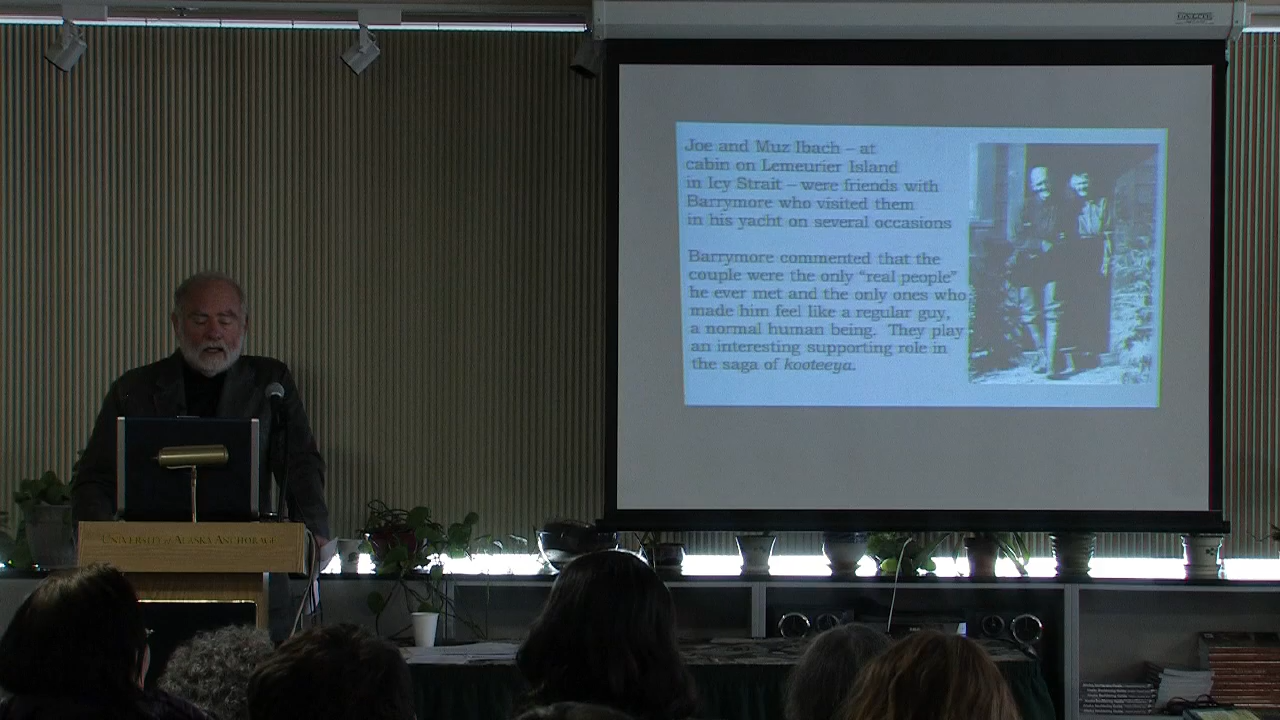 Joe and Muz Ibach – at
cabin on Lemeurier Island
in Icy Strait – were friends with
Barrymore who visited them
in his yacht on several occasions
Barrymore commented that the
couple were the only “real people”
he ever met and the only ones who
made him feel like a regular guy,
a normal human being. They play
an interesting supporting role in
the saga of kooteeya.
UNIVERSITY of ALASKA ANCHORAGE